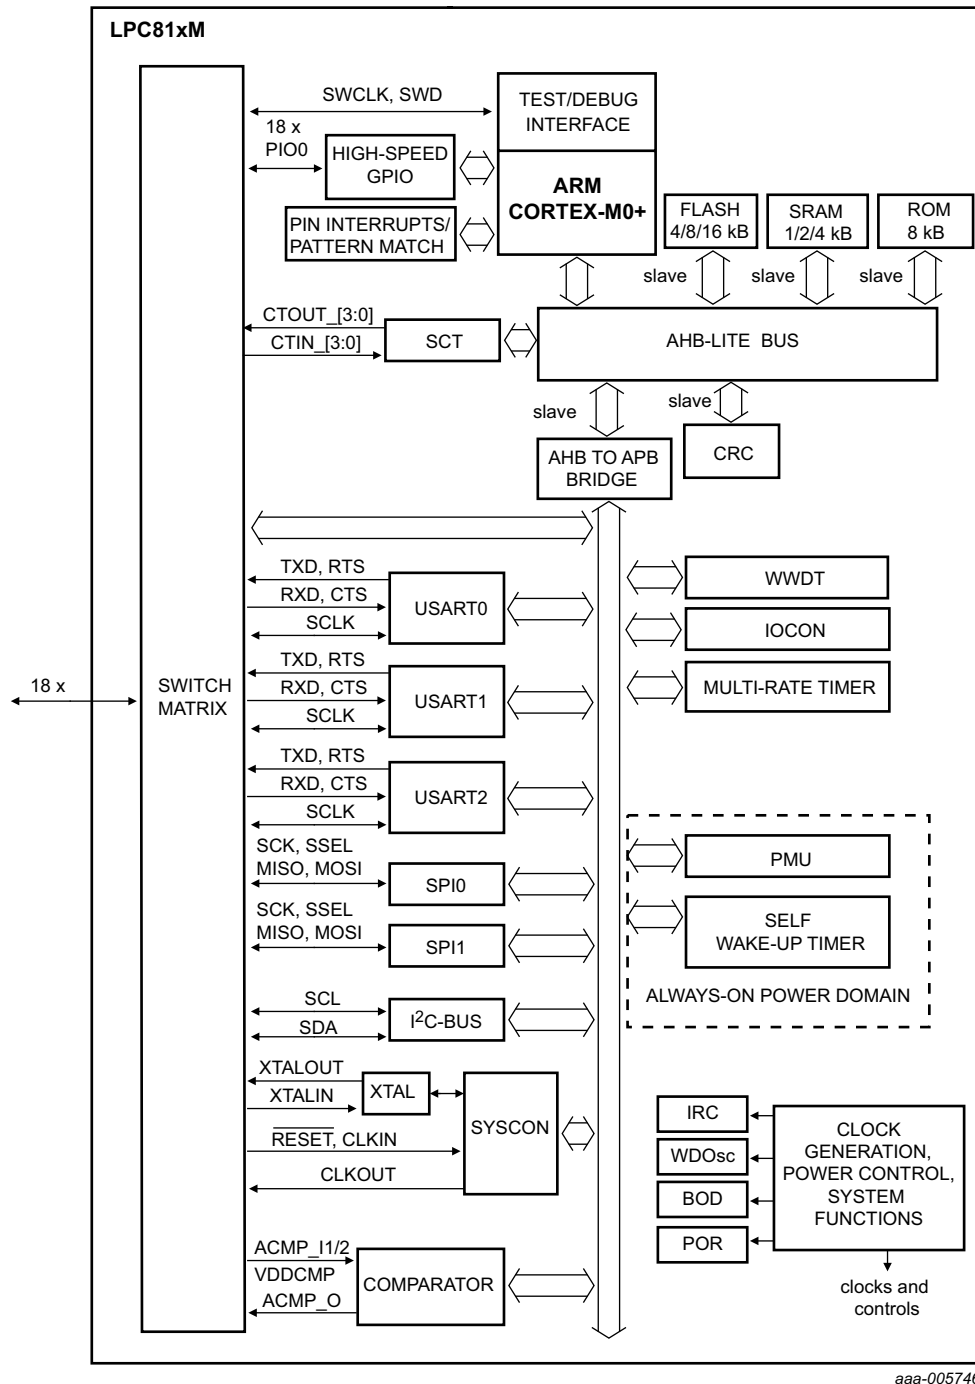 LPC81xM
SWCLK, SWD
TEST/DEBUG
INTERFACE
18 x
PIO0
HIGH-SPEED
GPIO
ARM
CORTEX-M0+
PIN INTERRUPTS/
PATTERN MATCH
FLASH
4/8/16 kB
SRAM
1/2/4 kB
ROM
8 kB
slave
slave
slave
CTOUT_[3:0]
CTIN_[3:0]
SCT
AHB-LITE BUS
slave
slave
AHB TO APB
BRIDGE
CRC
TXD, RTS
RXD, CTS
SCLK
USART0
WWDT
IOCON
18 x
SWITCH
MATRIX
TXD, RTS
RXD, CTS
SCLK
USART1
MULTI-RATE TIMER
TXD, RTS
RXD, CTS
SCLK
USART2
SCK, SSEL
MISO, MOSI
SPI0
PMU
SCK, SSEL
MISO, MOSI
SPI1
SELF
WAKE-UP TIMER
ALWAYS-ON POWER DOMAIN
SCL
SDA
I²C-BUS
XTALOUT
XTALIN
XTAL
RESET, CLKIN
CLKOUT
SYSCON
IRC
WDOsc
BOD
POR
CLOCK
GENERATION,
POWER CONTROL,
SYSTEM
FUNCTIONS
clocks and
controls
ACMP_I1/2
VDDCMP
ACMP_O
COMPARATOR